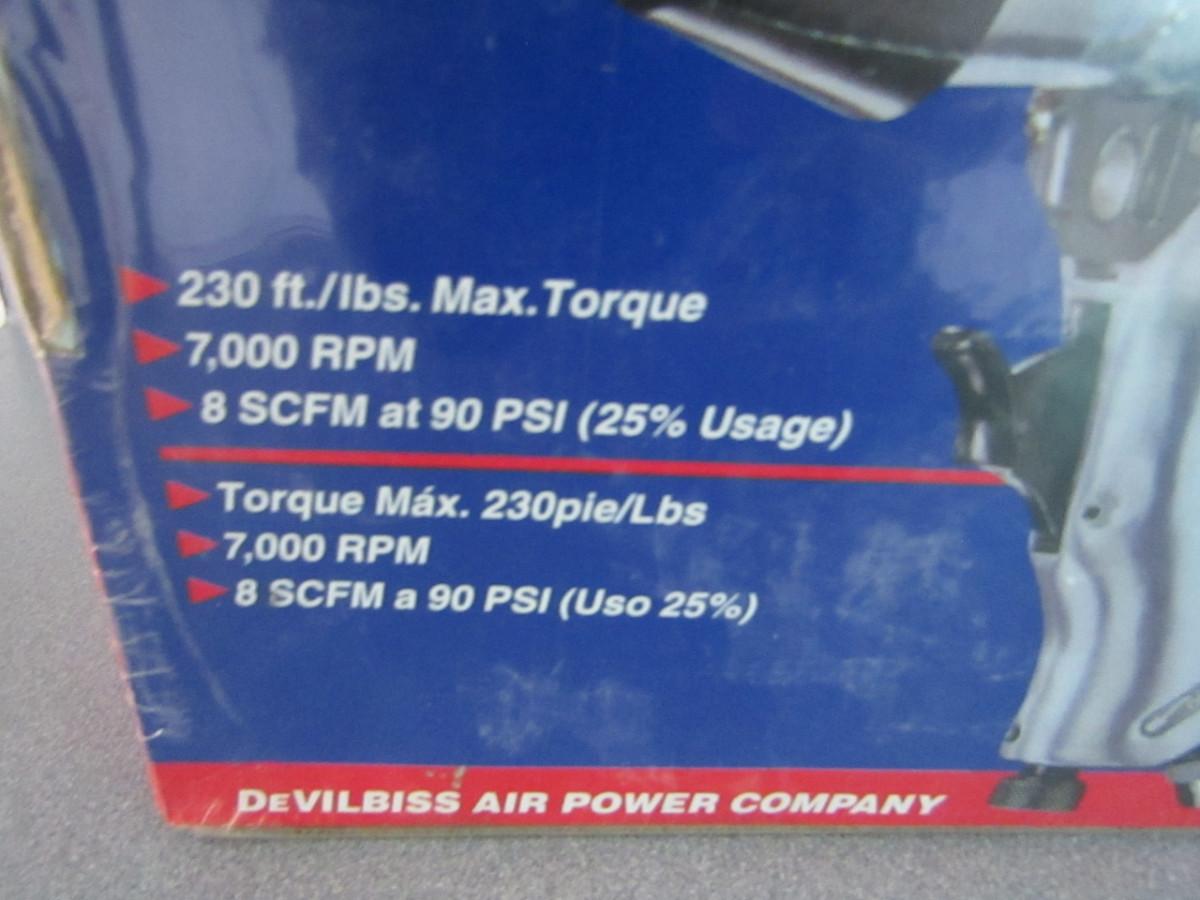 230 ft./lbs. Max.Torque
7,000 RPM
8 SCFM at 90 PSI (25% Usage)
Torque Máx. 230pie/Lbs
7,000 RPM
8 SCFM a 90 PSI (Uso 25%)
DEVILBISS AIR POWER COMPANY